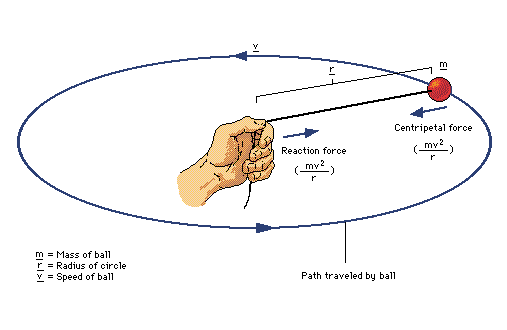 v
r
m
Centripetal force
(mv²/r)
Reaction force
(mv²/r)
m = Mass of ball
r = Radius of circle
v = Speed of ball
Path traveled by ball